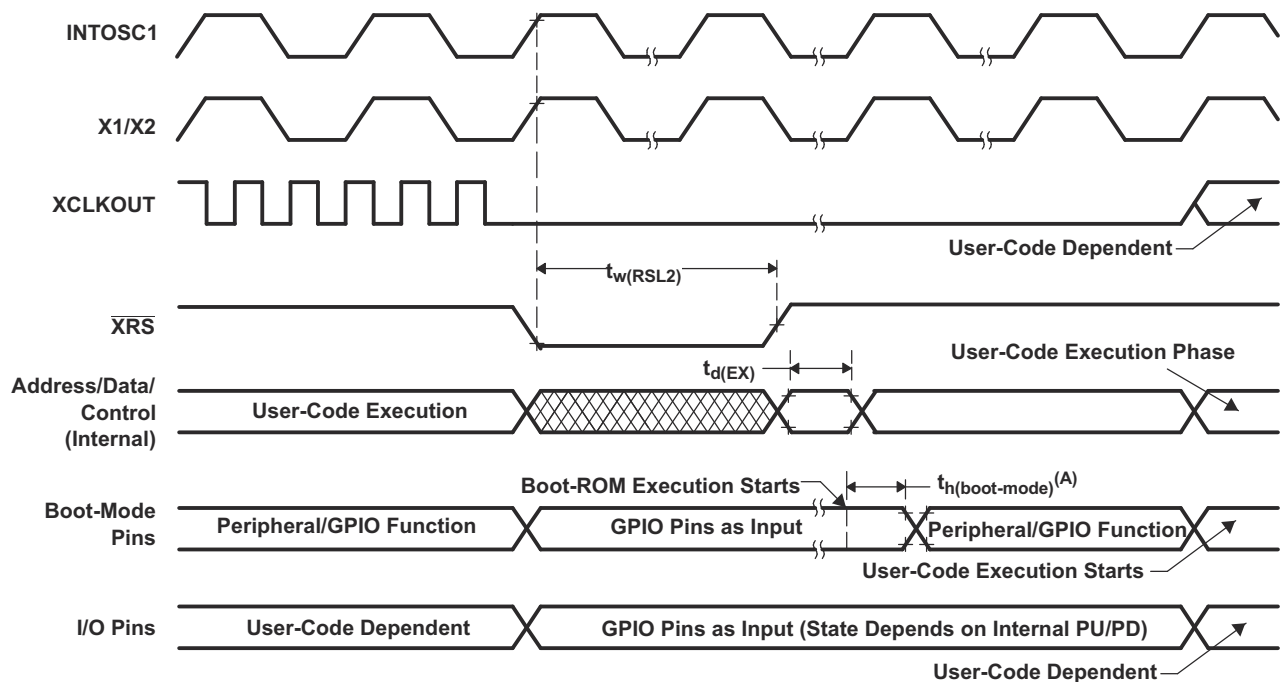 INTOSC1
X1/X2
XCLKOUT
User-Code Dependent
tw(RSL2)
XRS
User-Code Execution Phase
td(EX)
Address/Data/
Control
(Internal)
User-Code Execution
Boot-ROM Execution Starts
th(boot-mode)(A)
Boot-Mode
Pins
Peripheral/GPIO Function
GPIO Pins as Input
Peripheral/GPIO Function
User-Code Execution Starts
I/O Pins
User-Code Dependent
GPIO Pins as Input (State Depends on Internal PU/PD)
User-Code Dependent